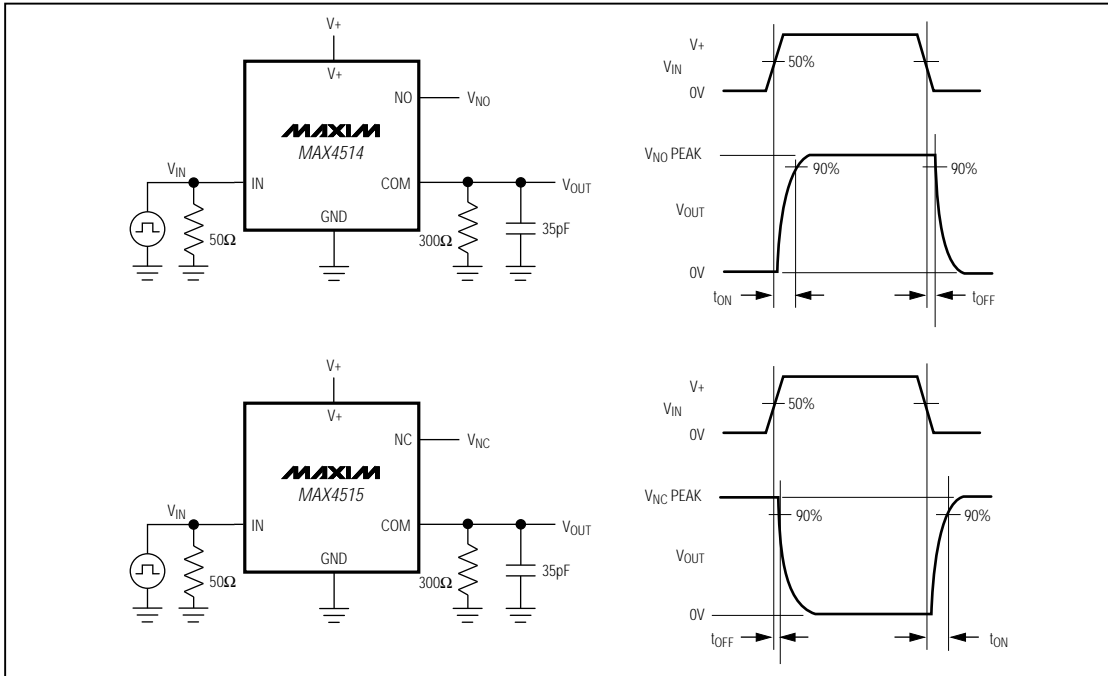 V+
V+
NO
VNO
MAXIM
MAX4514
VIN
IN
COM
VOUT
GND
50Ω
300Ω
35pF
V+
VIN
0V
50%
VNO PEAK
90%
90%
VOUT
0V
tON
tOFF
V+
V+
NC
VNC
MAXIM
MAX4515
VIN
IN
COM
VOUT
GND
50Ω
300Ω
35pF
V+
VIN
0V
50%
VNC PEAK
90%
VOUT
0V
tOFF
tON